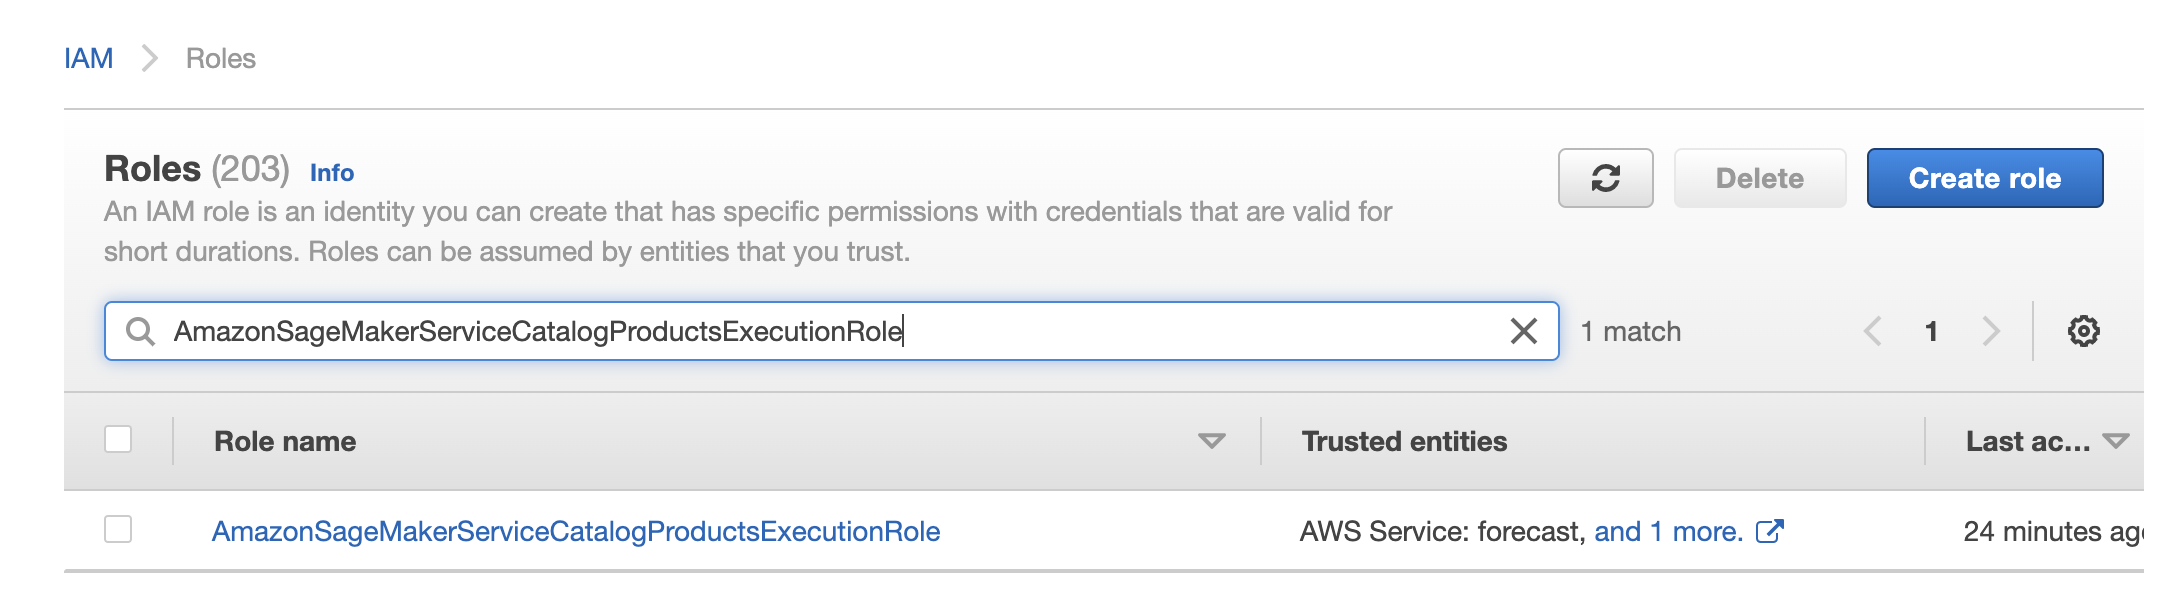 IAM Roles
Roles (203) Info
An IAM role is an identity you can create that has specific permissions with credentials that are valid for
short durations. Roles can be assumed by entities that you trust.
Delete
Create role
AmazonSageMakerServiceCatalogProductsExecutionRole
1 match
1
Role name Trusted entities Last ac...
AmazonSageMakerServiceCatalogProductsExecutionRole AWS Service: forecast, and 1 more. 24 minutes ago